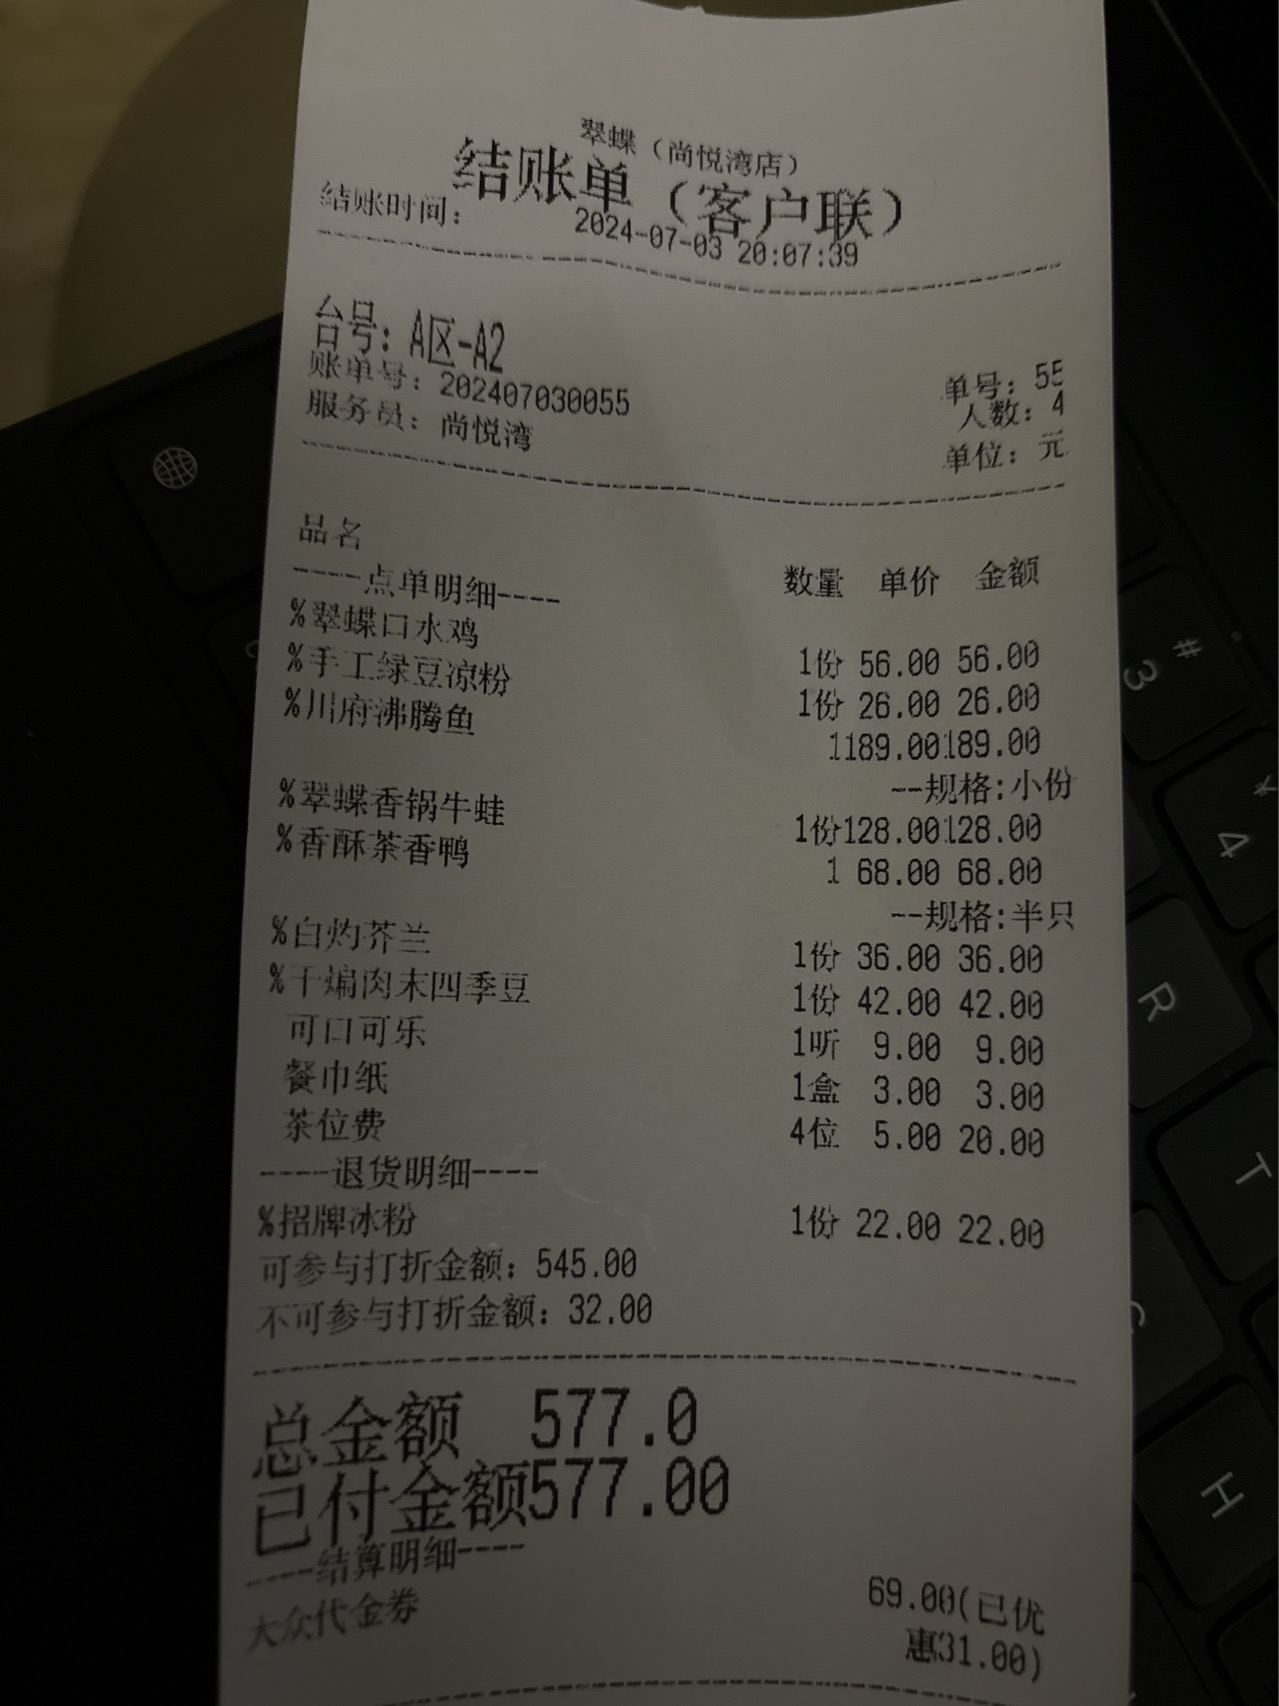 翠蝶（尚悦湾店）
结账单（客户联）
结账时间： 2024-07-03 20:07:39
台号：A区-A2
账单号：202407030055 单号：55
服务员：尚悦湾 人数：4
单位：元
品名 数量 单价 金额
----点单明细----
%翠蝶口水鸡 1份 56.00 56.00
%手工绿豆凉粉 1份 26.00 26.00
%川府沸腾鱼 1189.00189.00
--规格:小份
%翠蝶香锅牛蛙 1份128.00128.00
%香酥茶香鸭 1 68.00 68.00
--规格:半只
%白灼芥兰 1份 36.00 36.00
%干煸肉末四季豆 1份 42.00 42.00
可口可乐 1听 9.00 9.00
餐巾纸 1盒 3.00 3.00
茶位费 4位 5.00 20.00
----退货明细----
%招牌冰粉 1份 22.00 22.00
可参与打折金额：545.00
不可参与打折金额：32.00
总金额 577.0
已付金额577.00
----结算明细----
大众代金券 69.00(已优
惠31.00)
#
3
¥
4
R
T
G
H